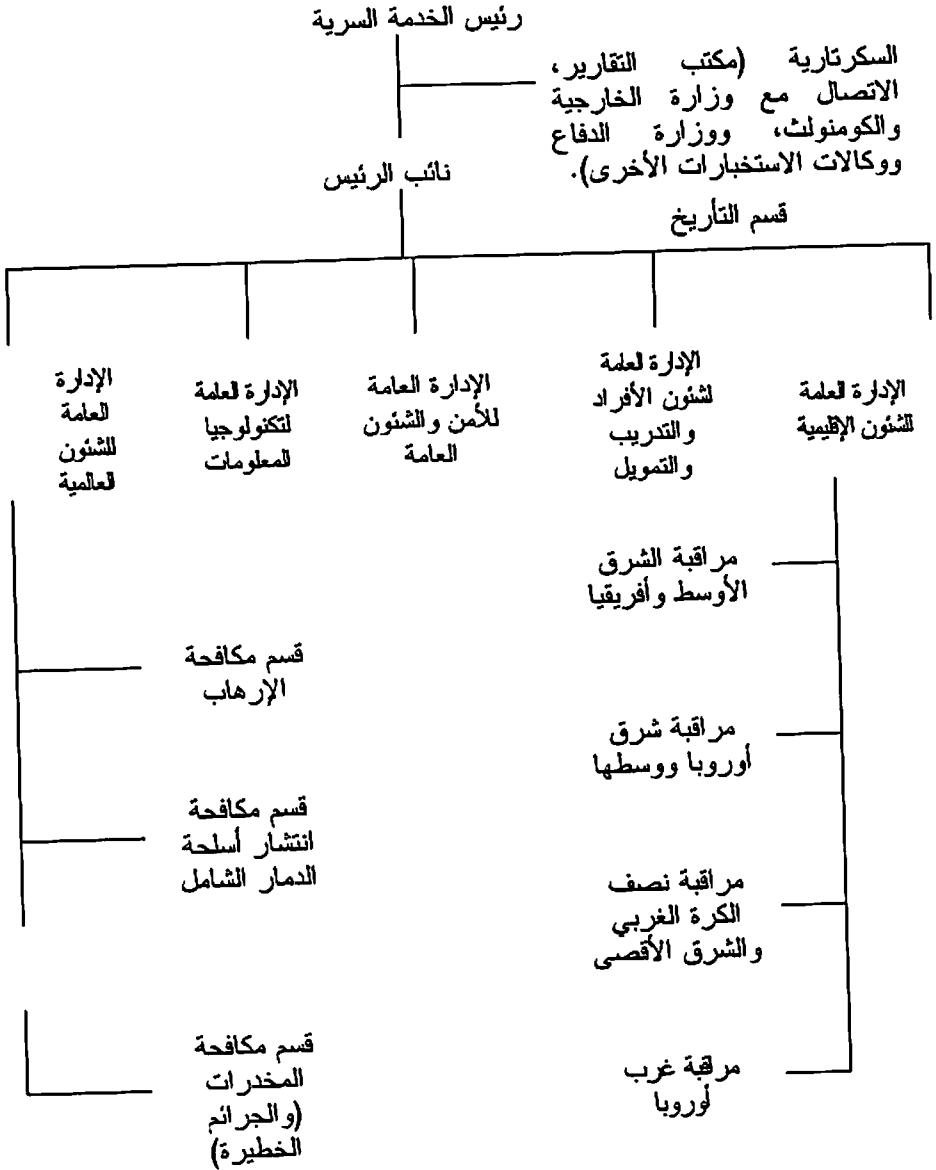 رئيس الخدمة السرية
السكرتارية (مكتب التقارير،
الاتصال مع وزارة الخارجية
والكومنولث، ووزارة الدفاع
ووكالات الاستخبارات الأخرى).
نائب الرئيس
قسم التأريخ
الإدارة العامة
للشئون الإقليمية
الإدارة العامة
لشئون الأفراد
والتدريب
والتمويل
الإدارة العامة
للأمن والشئون
العامة
الإدارة العامة
لتكنولوجيا
المعلومات
الإدارة
العامة
للشئون
العالمية
مراقبة الشرق
الأوسط وأفريقيا
مراقبة شرق
أوروبا ووسطها
مراقبة نصف
الكرة الغربي
والشرق الأقصى
مراقبة غرب
أوروبا
قسم مكافحة
الإرهاب
قسم مكافحة
انتشار أسلحة
الدمار الشامل
قسم مكافحة
المخدرات
(والجرائم
الخطيرة)